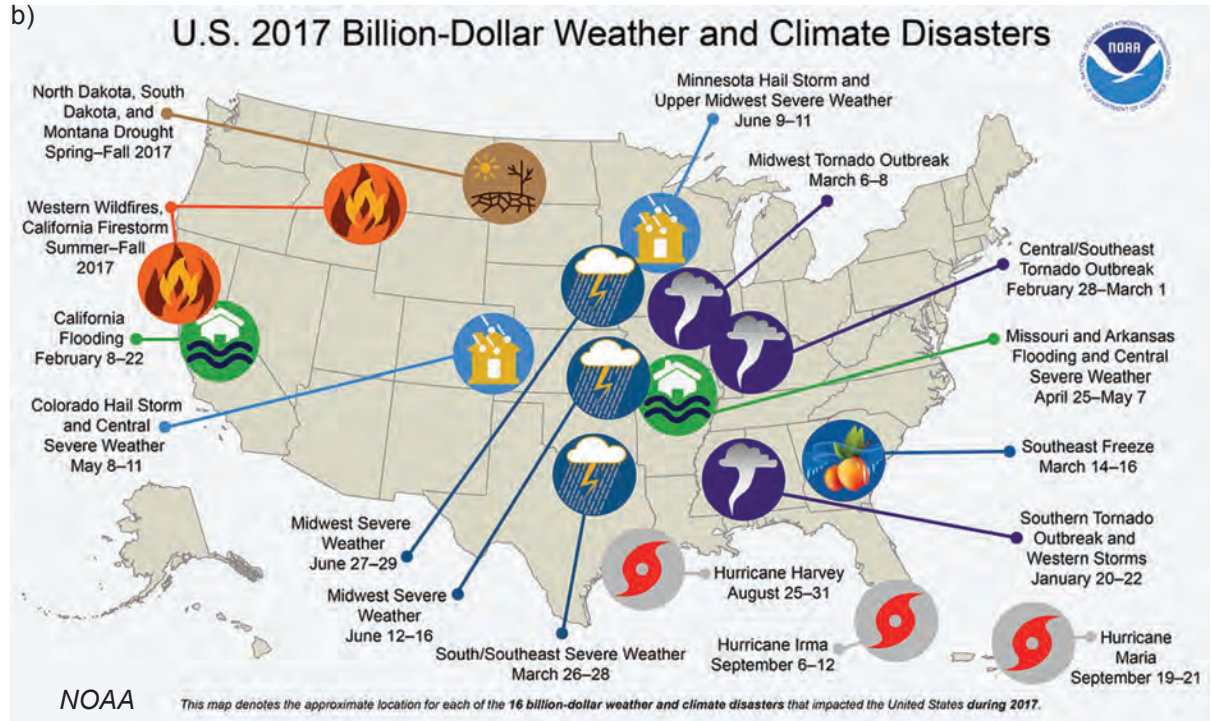 b)
U.S. 2017 Billion-Dollar Weather and Climate Disasters
NOAA
North Dakota, South
Dakota, and
Montana Drought
Spring–Fall 2017
Minnesota Hail Storm and
Upper Midwest Severe Weather
June 9–11
Midwest Tornado Outbreak
March 6–8
Western Wildfires,
California Firestorm
Summer–Fall
2017
Central/Southeast
Tornado Outbreak
February 28–March 1
California
Flooding
February 8–22
Missouri and Arkansas
Flooding and Central
Severe Weather
April 25–May 7
Colorado Hail Storm
and Central
Severe Weather
May 8–11
Southeast Freeze
March 14–16
Midwest Severe
Weather
June 27–29
Southern Tornado
Outbreak and
Western Storms
January 20–22
Midwest Severe
Weather
June 12–16
Hurricane Harvey
August 25–31
South/Southeast Severe Weather
March 26–28
Hurricane Irma
September 6–12
Hurricane
Maria
September 19–21
NOAA
This map denotes the approximate location for each of the 16 billion-dollar weather and climate disasters that impacted the United States during 2017.